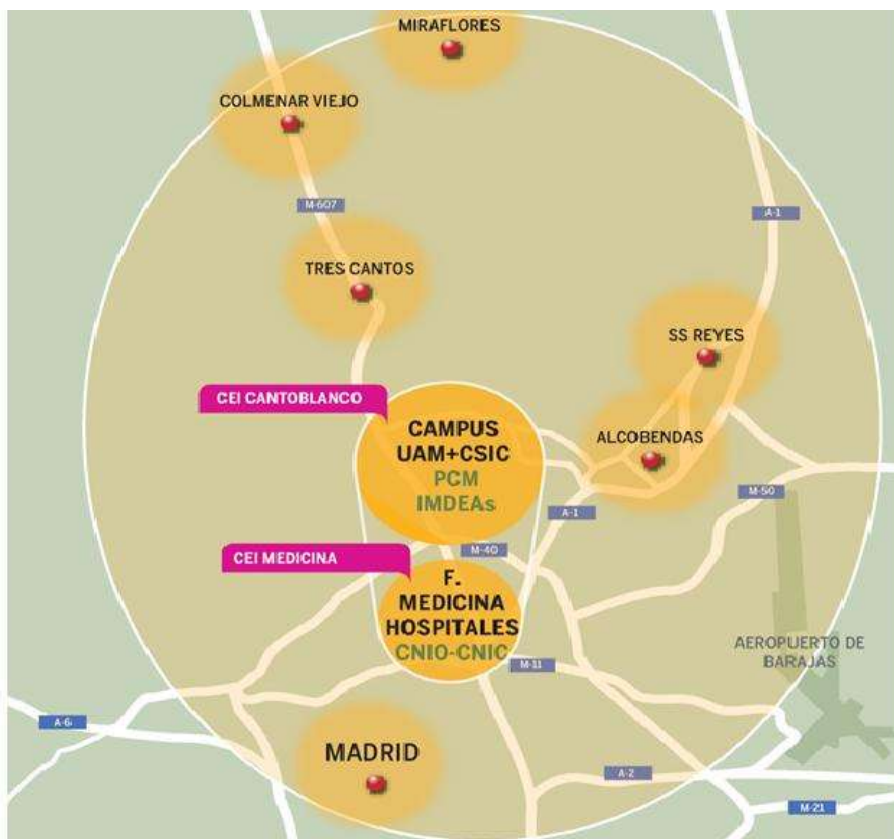 MIRAFLORES
COLMENAR VIEJO
M-607
A-1
TRES CANTOS
SS REYES
CEI CANTOBLANCO
CAMPUS
UAM+CSIC
PCM
IMDEAs
ALCOBENDAS
M-50
A-1
CEI MEDICINA
M-40
F.
MEDICINA
HOSPITALES
CNIO-CNIC
AEROPUERTO DE
BARAJAS
M-11
A-6
MADRID
A-2
M-21